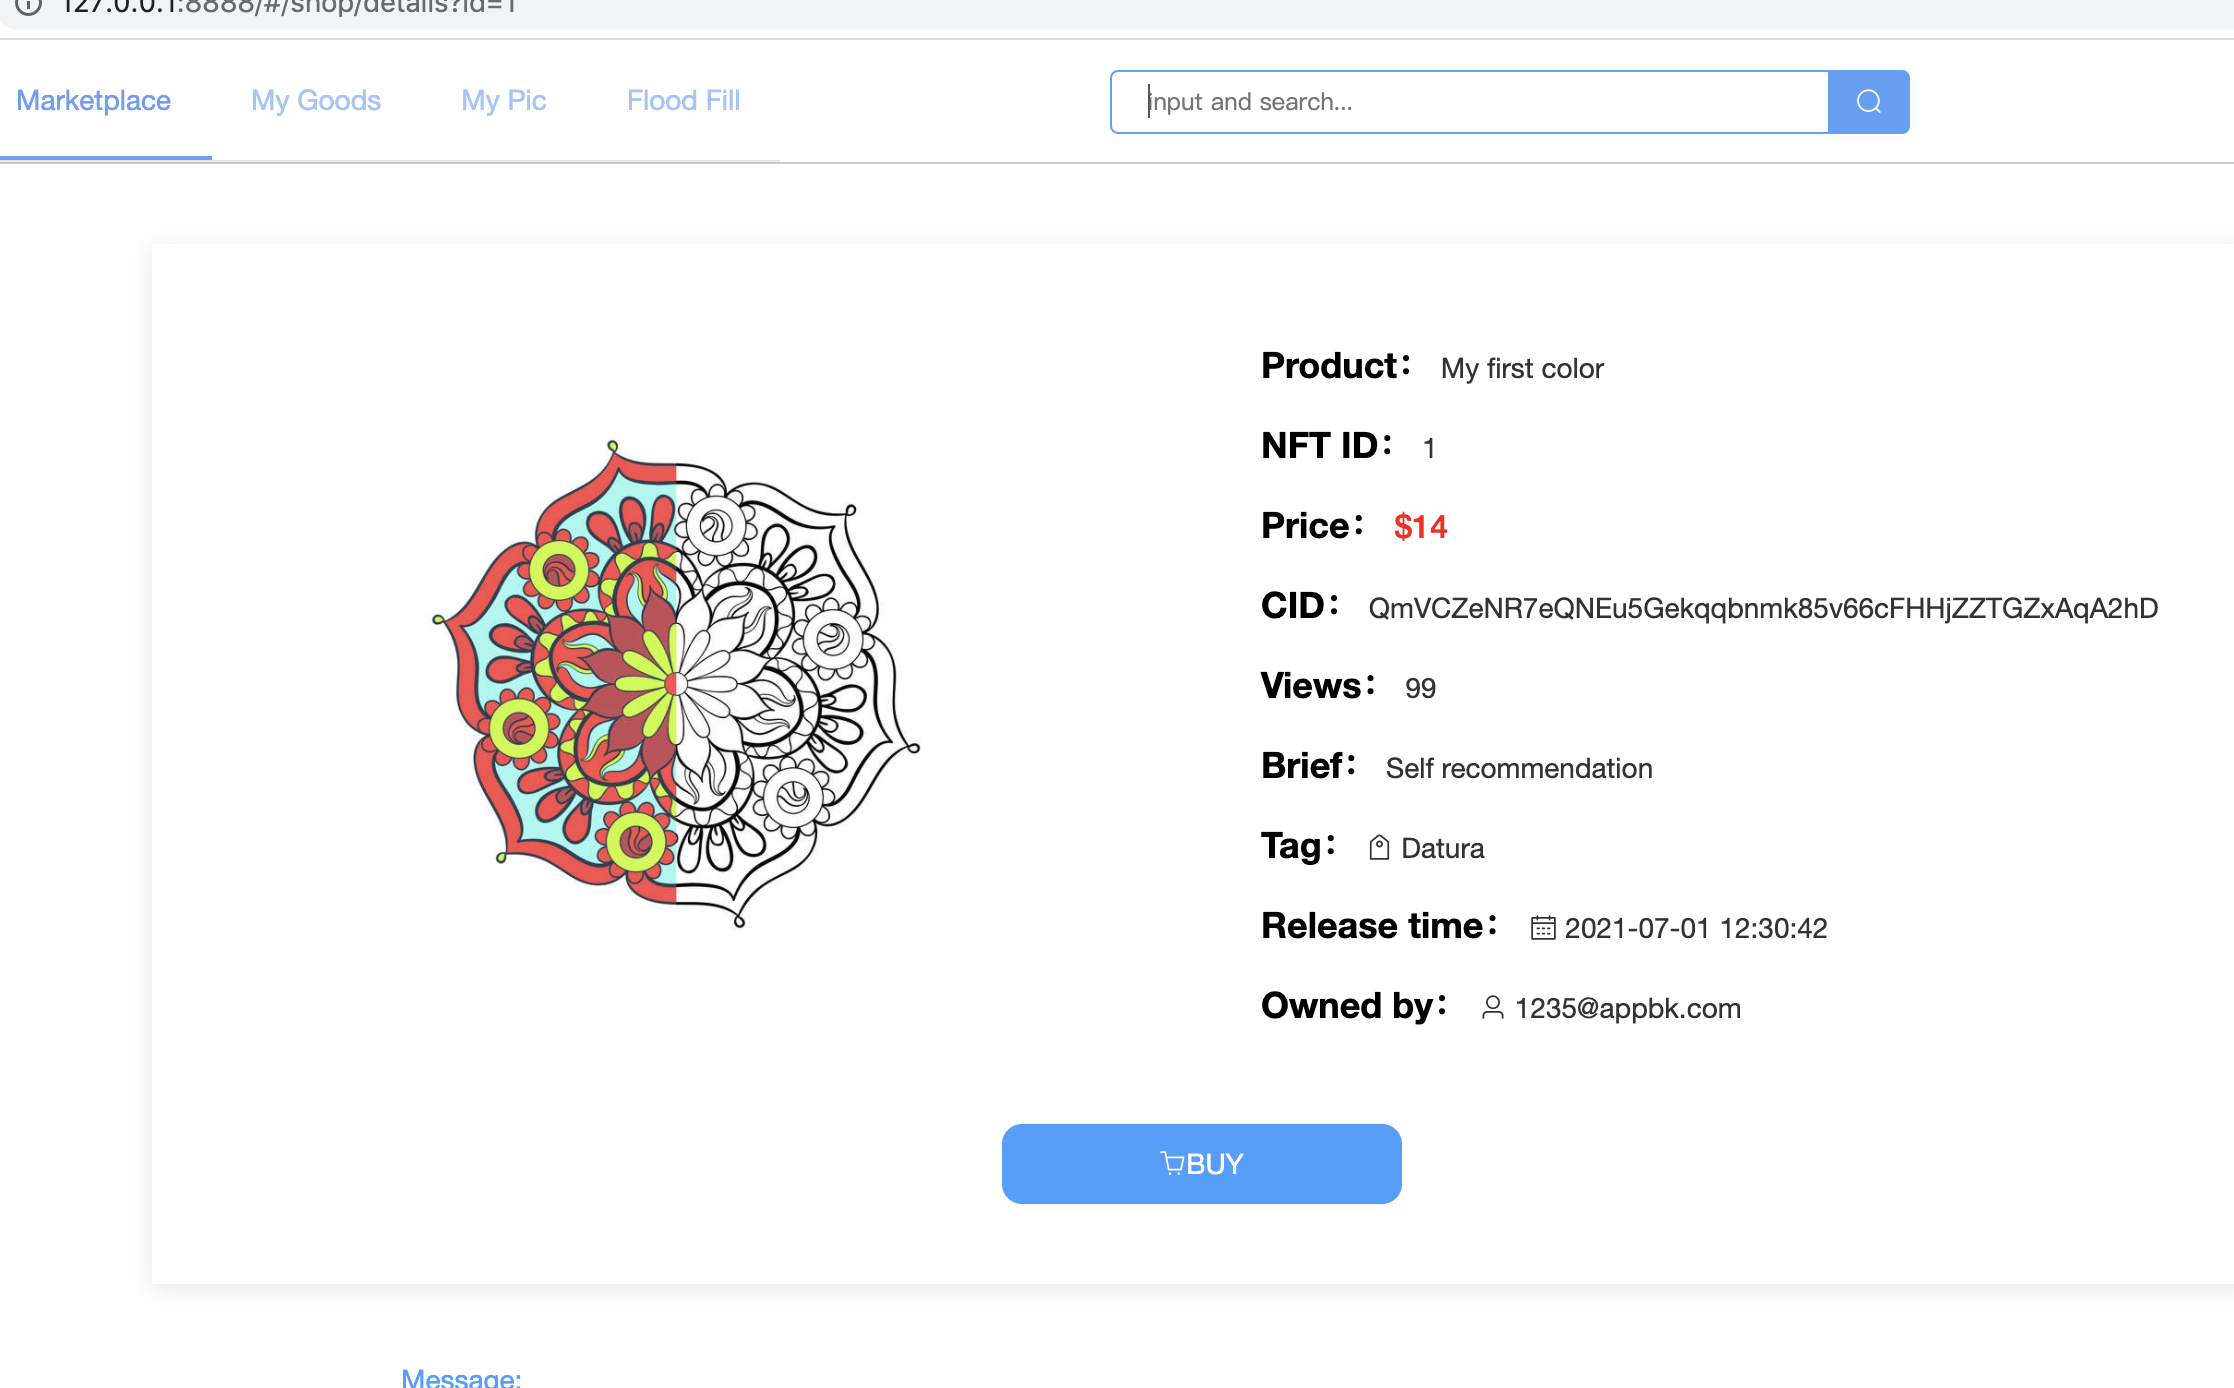 127.0.0.1:8888/#/shop/details?id=1
Marketplace My Goods My Pic Flood Fill input and search...
Product： My first color
NFT ID： 1
Price： $14
CID： QmVCZeNR7eQNEu5Gekqqbnmk85v66cFHHjZZTGZxAqA2hD
Views： 99
Brief： Self recommendation
Tag： Datura
Release time： 2021-07-01 12:30:42
Owned by： 1235@appbk.com
BUY
Message: